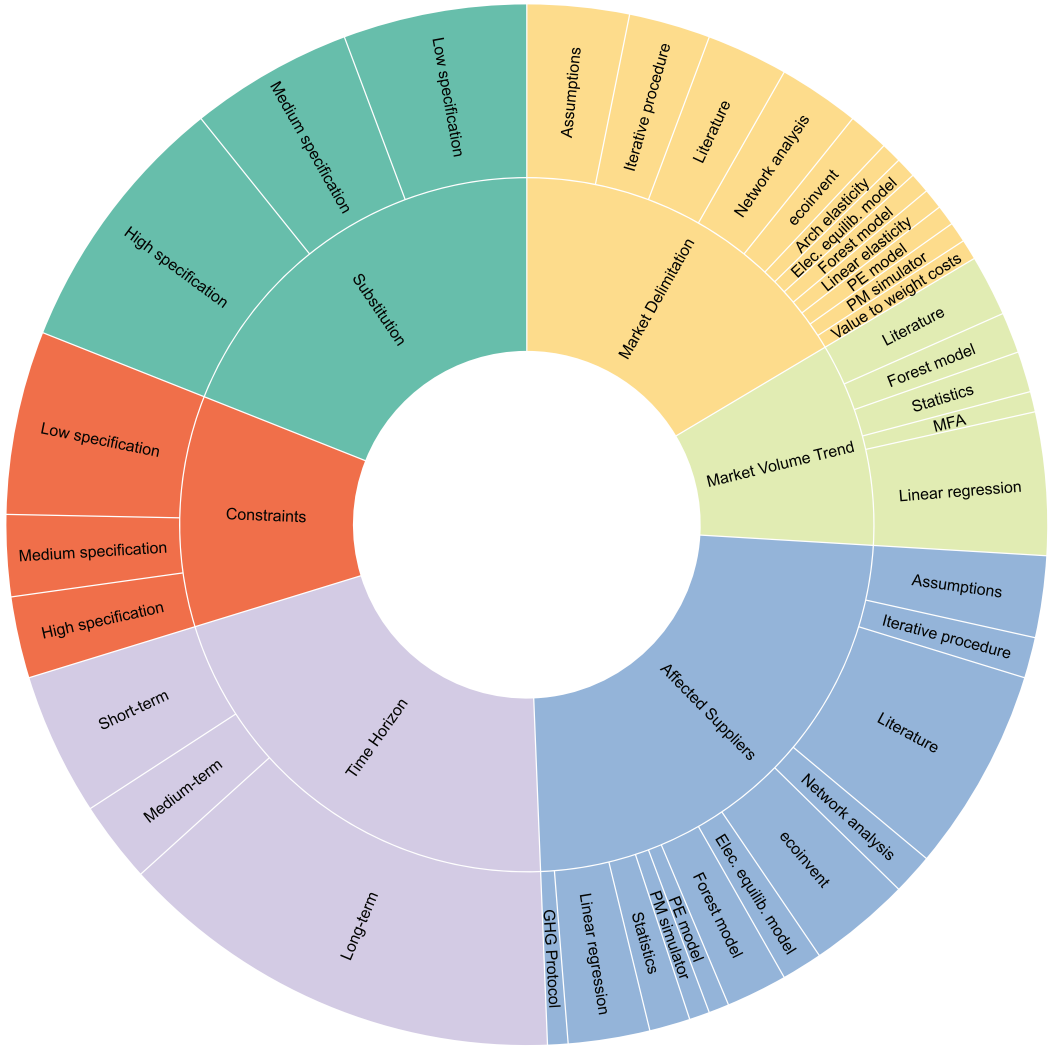 Market Delimitation
Assumptions
Iterative procedure
Literature
Network analysis
ecoinvent
Arch elasticity
Elec. equilib. model
Forest model
Linear elasticity
PE model
PM simulator
Value to weight costs
Market Volume Trend
Literature
Forest model
Statistics
MFA
Linear regression
Affected Suppliers
Assumptions
Iterative procedure
Literature
Network analysis
ecoinvent
Elec. equilib. model
Forest model
PE model
PM simulator
Statistics
Linear regression
GHG Protocol
Time Horizon
Long-term
Medium-term
Short-term
Constraints
High specification
Medium specification
Low specification
Substitution
High specification
Medium specification
Low specification